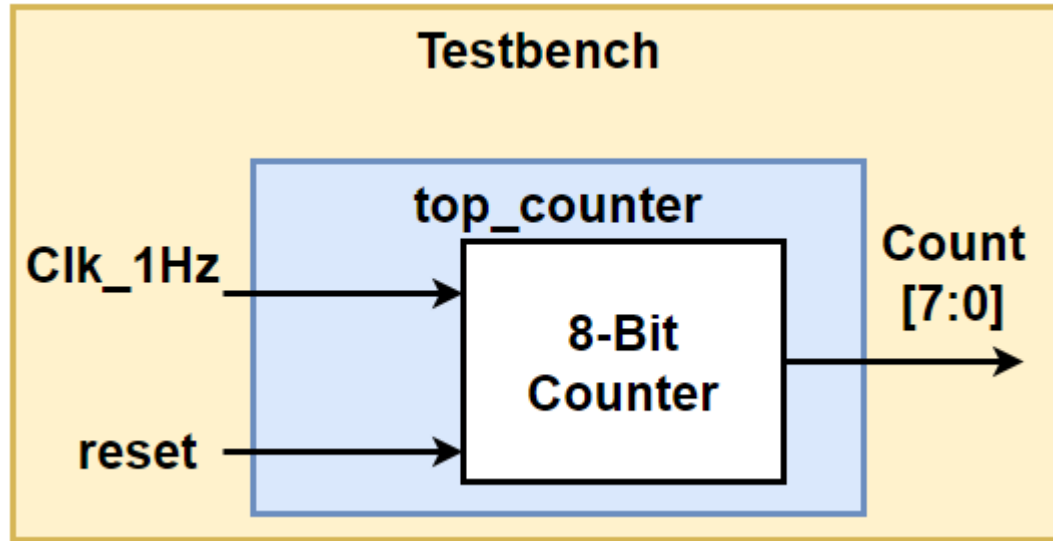 Testbench
top_counter
Clk_1Hz
Count
[7:0]
8-Bit
Counter
reset